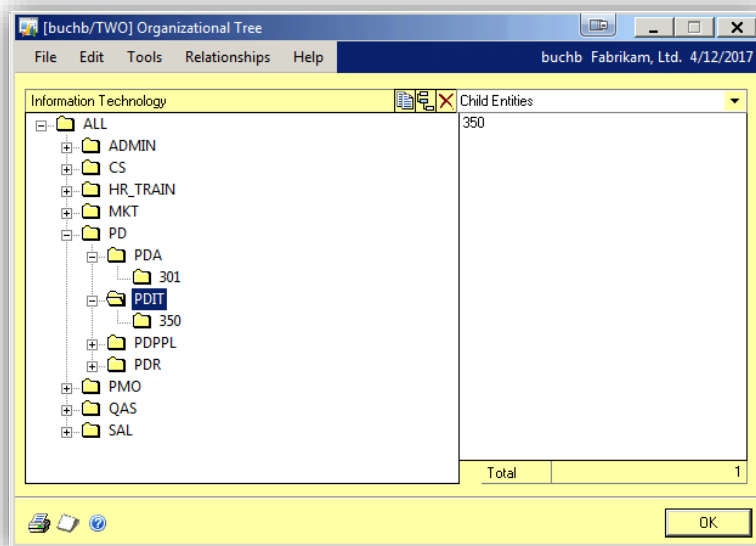 [buchb/TWO] Organizational Tree
File Edit Tools Relationships Help buchb Fabrikam, Ltd. 4/12/2017
Information Technology Child Entities
ALL 350
ADMIN
CS
HR_TRAIN
MKT
PD
PDA
301
PDIT
350
PDPPL
PDR
PMO
QAS
SAL
Total 1
OK